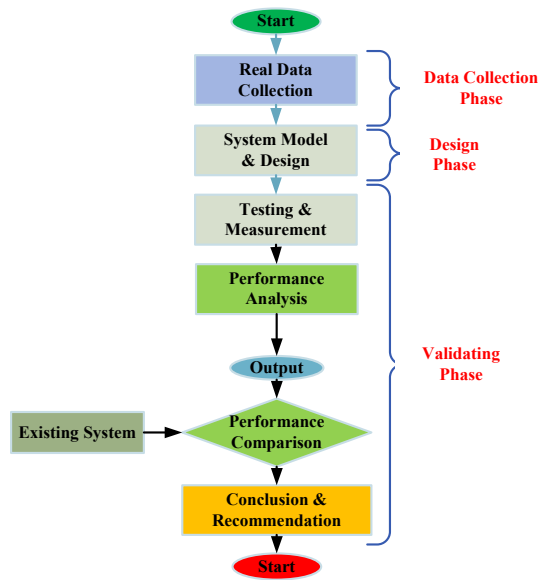 Start
Real Data
Collection
Data Collection
Phase
System Model
& Design
Design
Phase
Testing &
Measurement
Performance
Analysis
Validating
Phase
Output
Existing System
Performance
Comparison
Conclusion &
Recommendation
Start